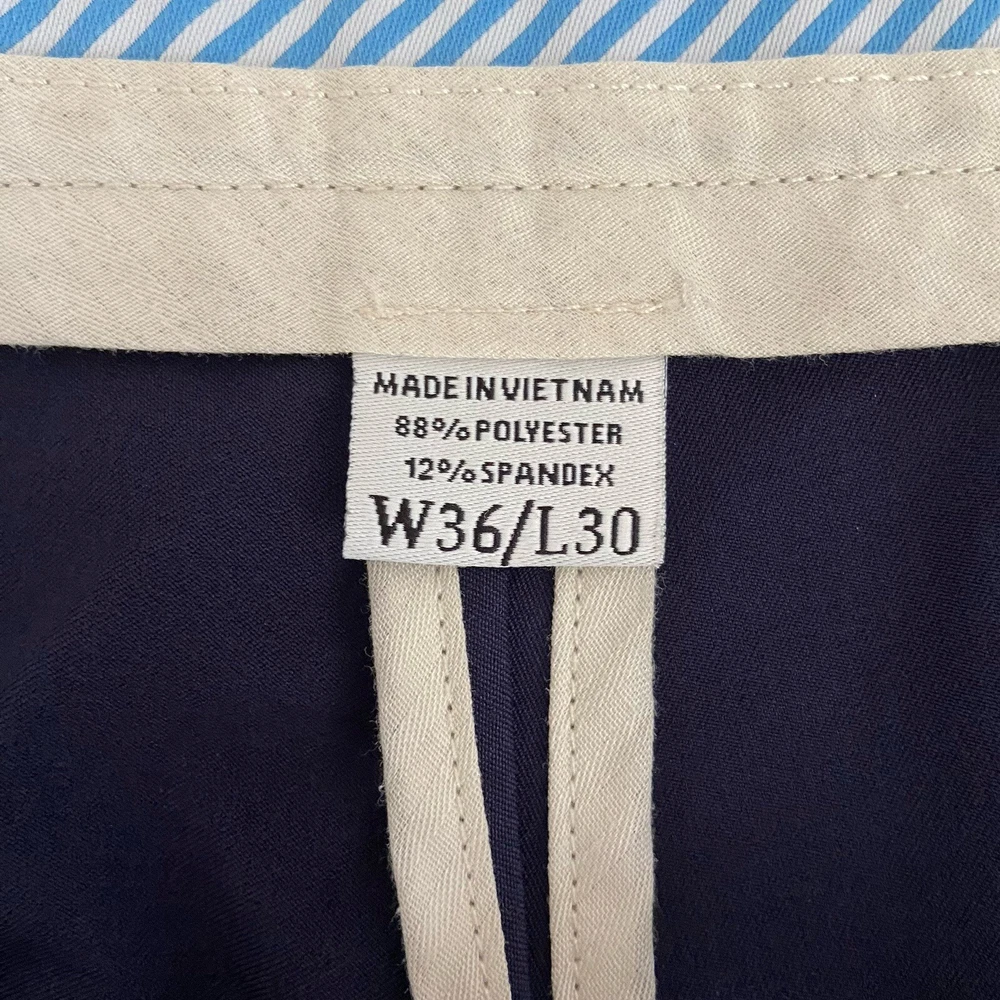 MADE IN VIETNAM
88% POLYESTER
12% SPANDEX
W36/L30